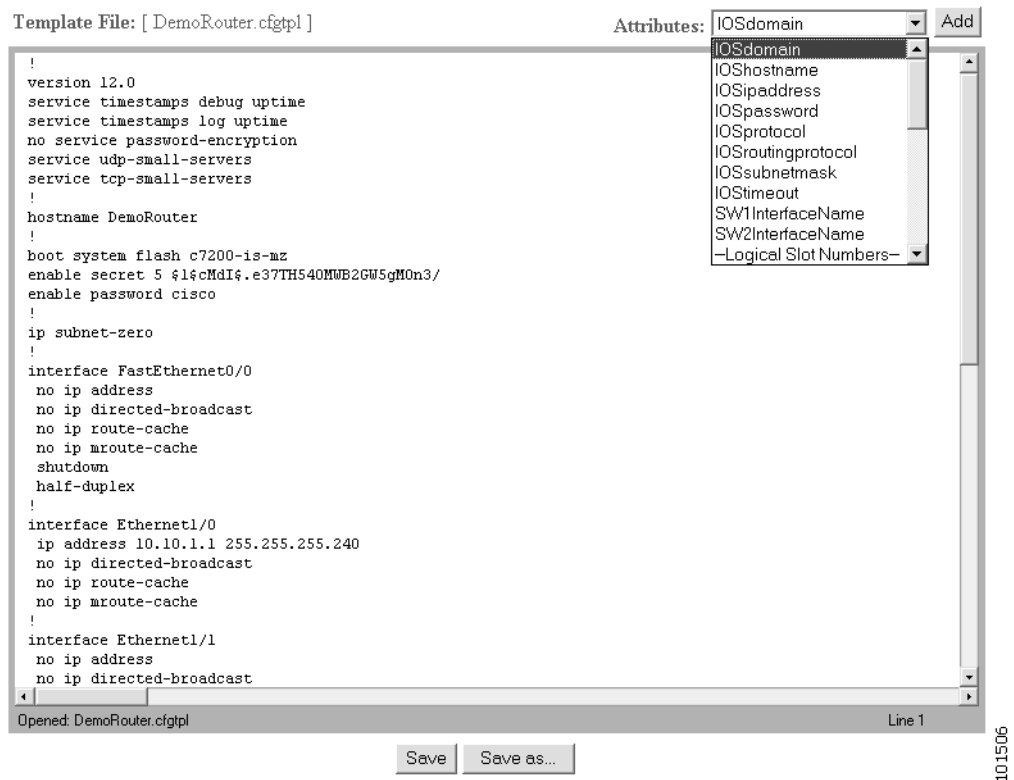 Template File: [ DemoRouter.cfgtpl ]
Attributes: IOSdomain Add
IOSdomain
IOShostname
IOSipaddress
IOSpassword
IOSprotocol
IOSroutingprotocol
IOSsubnetmask
IOStimeout
SW1InterfaceName
SW2InterfaceName
--Logical Slot Numbers--
!
version 12.0
service timestamps debug uptime
service timestamps log uptime
no service password-encryption
service udp-small-servers
service tcp-small-servers
!
hostname DemoRouter
!
boot system flash c7200-is-mz
enable secret 5 $1$cMdI$.e37TH540MWB2GW5gM0n3/
enable password cisco
!
ip subnet-zero
!
interface FastEthernet0/0
no ip address
no ip directed-broadcast
no ip route-cache
no ip mroute-cache
shutdown
half-duplex
!
interface Ethernet1/0
ip address 10.10.1.1 255.255.255.240
no ip directed-broadcast
no ip route-cache
no ip mroute-cache
!
interface Ethernet1/1
no ip address
no ip directed-broadcast
Opened: DemoRouter.cfgtpl Line 1
Save Save as...
101506